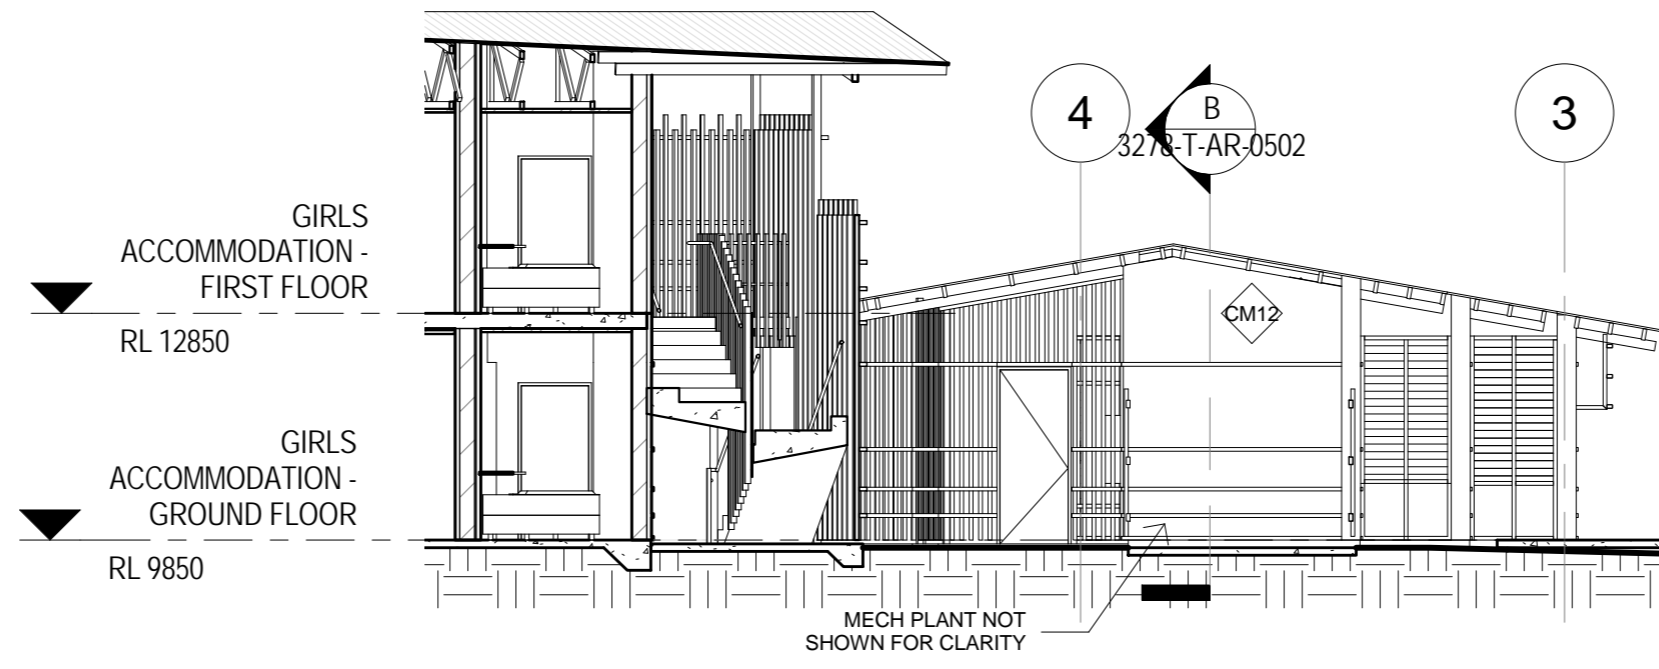 4
B
3278-T-AR-0502
3
GIRLS
ACCOMMODATION -
FIRST FLOOR
RL 12850
CM12
GIRLS
ACCOMMODATION -
GROUND FLOOR
RL 9850
MECH PLANT NOT
SHOWN FOR CLARITY